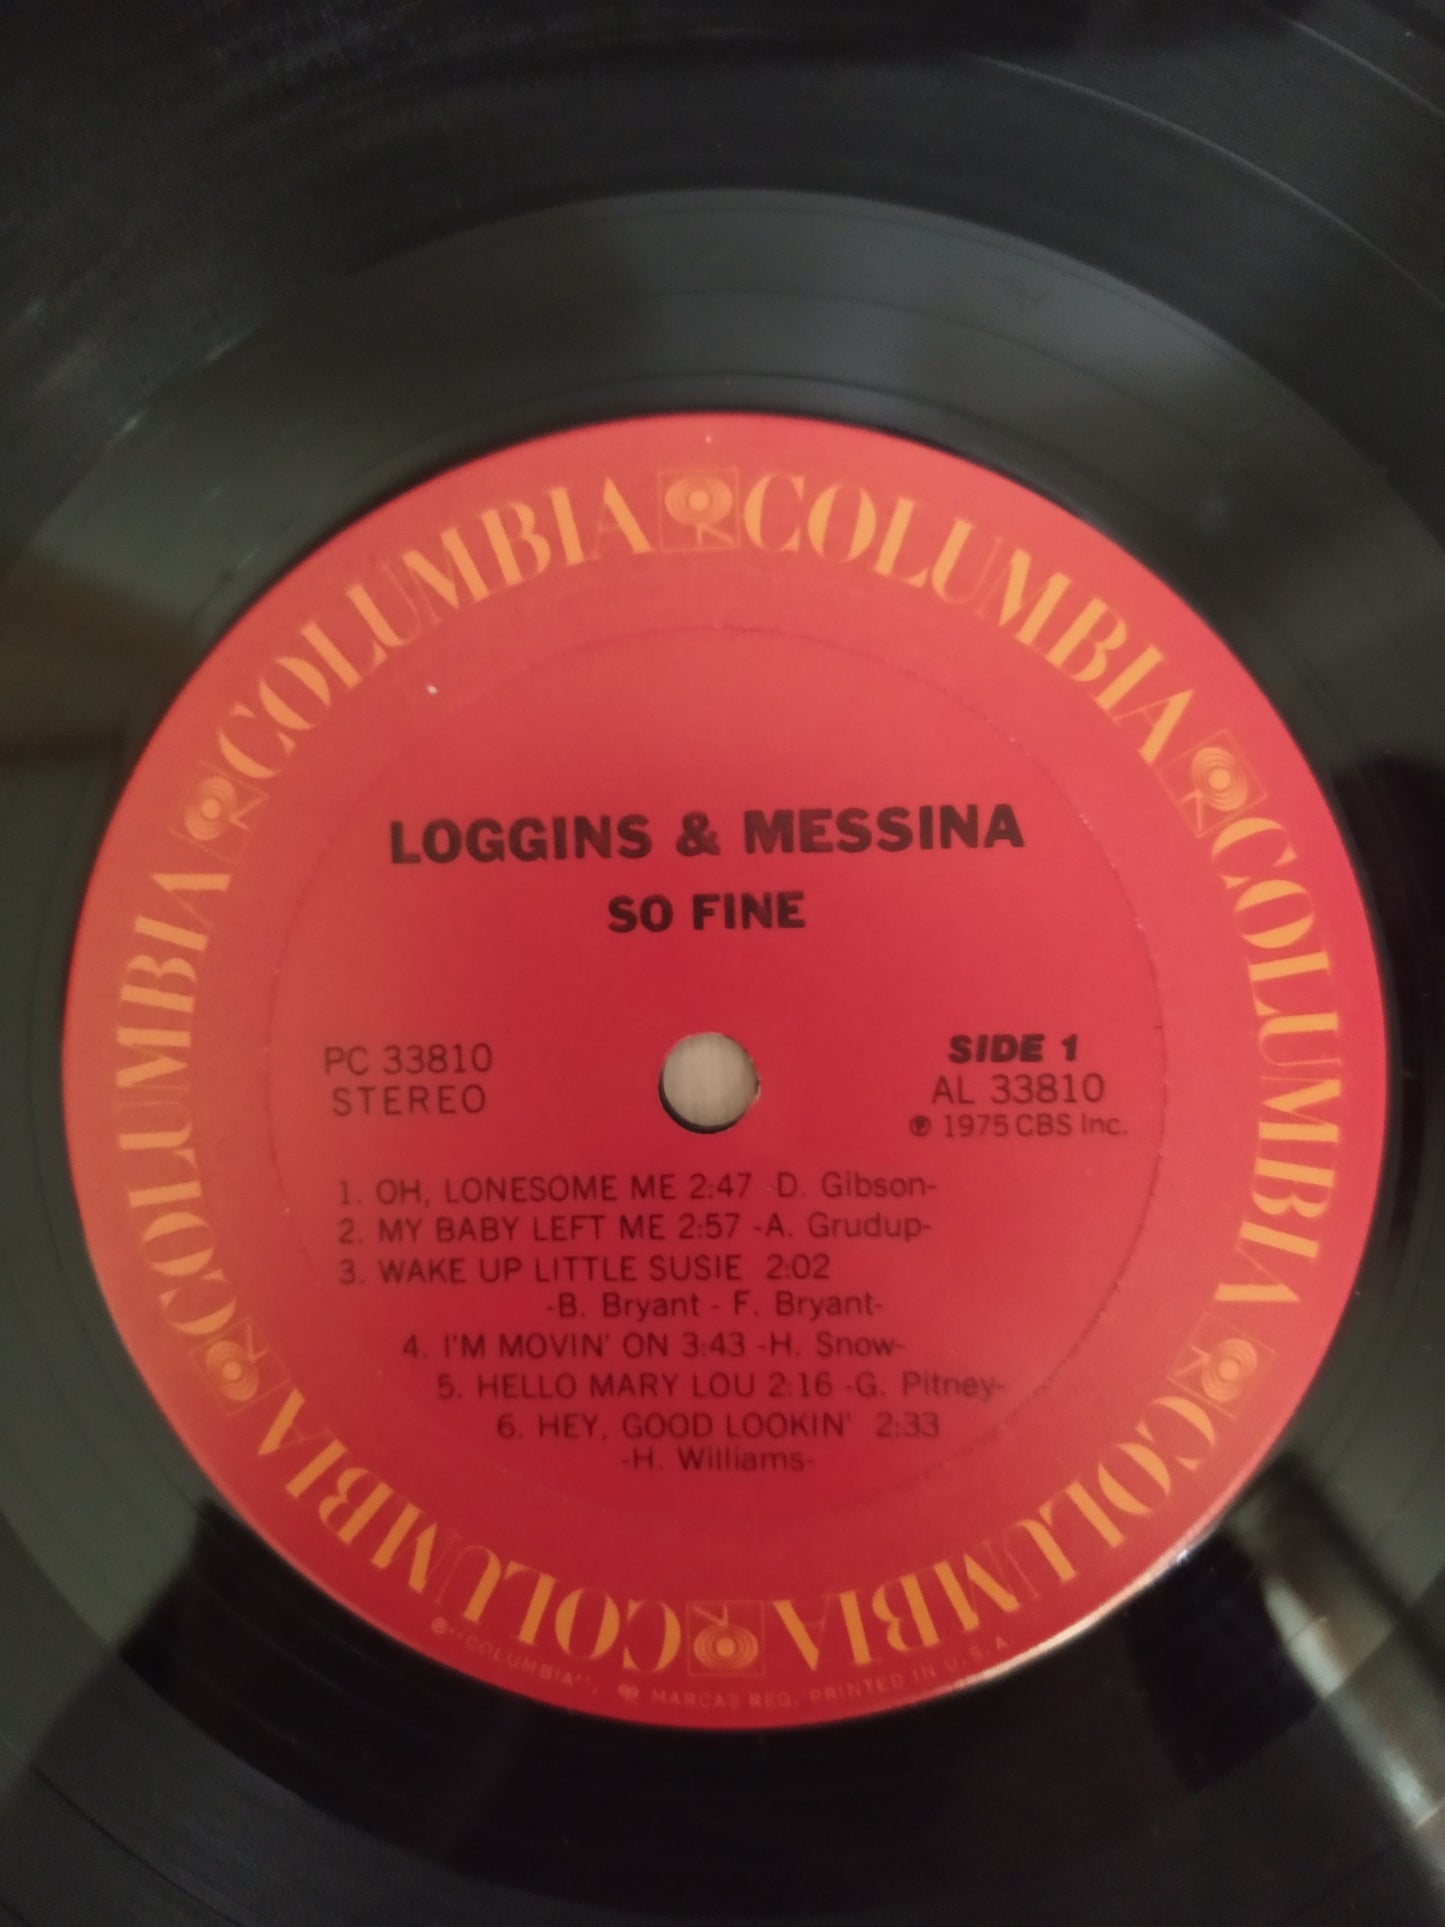 COLUMBIA COLUMBIA COLUMBIA COLUMBIA COLUMBIA COLUMBIA
LOGGINS & MESSINA
SO FINE
PC 33810
STEREO
SIDE 1
AL 33810
℗ 1975 CBS Inc.
1. OH, LONESOME ME 2:47 -D. Gibson-
2. MY BABY LEFT ME 2:57 -A. Crudup-
3. WAKE UP LITTLE SUSIE 2:02
-B. Bryant - F. Bryant-
4. I'M MOVIN' ON 3:43 -H. Snow-
5. HELLO MARY LOU 2:16 -G. Pitney-
6. HEY, GOOD LOOKIN' 2:33
-H. Williams-
® "COLUMBIA", MARCAS REG. PRINTED IN U.S.A.